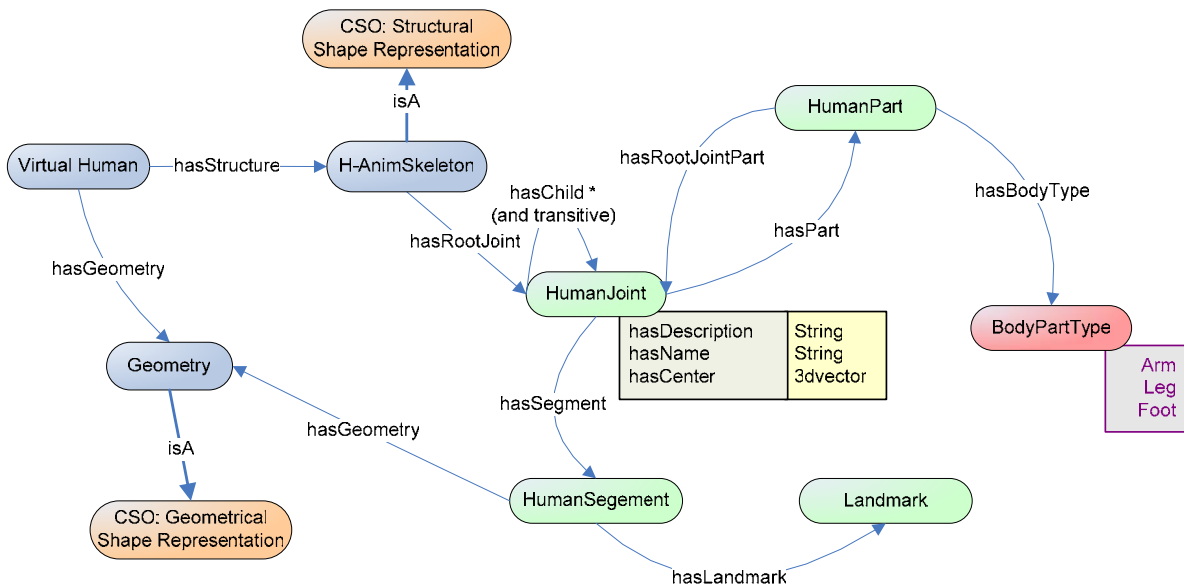 CSO: Structural
Shape Representation
isA
HumanPart
Virtual Human
hasStructure
H-AnimSkeleton
hasRootJointPart
hasChild *
(and transitive)
hasBodyType
hasRootJoint
hasPart
hasGeometry
HumanJoint
BodyPartType
hasDescription String
hasName String
hasCenter 3dvector
Arm
Leg
Foot
Geometry
hasSegment
hasGeometry
isA
HumanSegement
Landmark
CSO: Geometrical
Shape Representation
hasLandmark